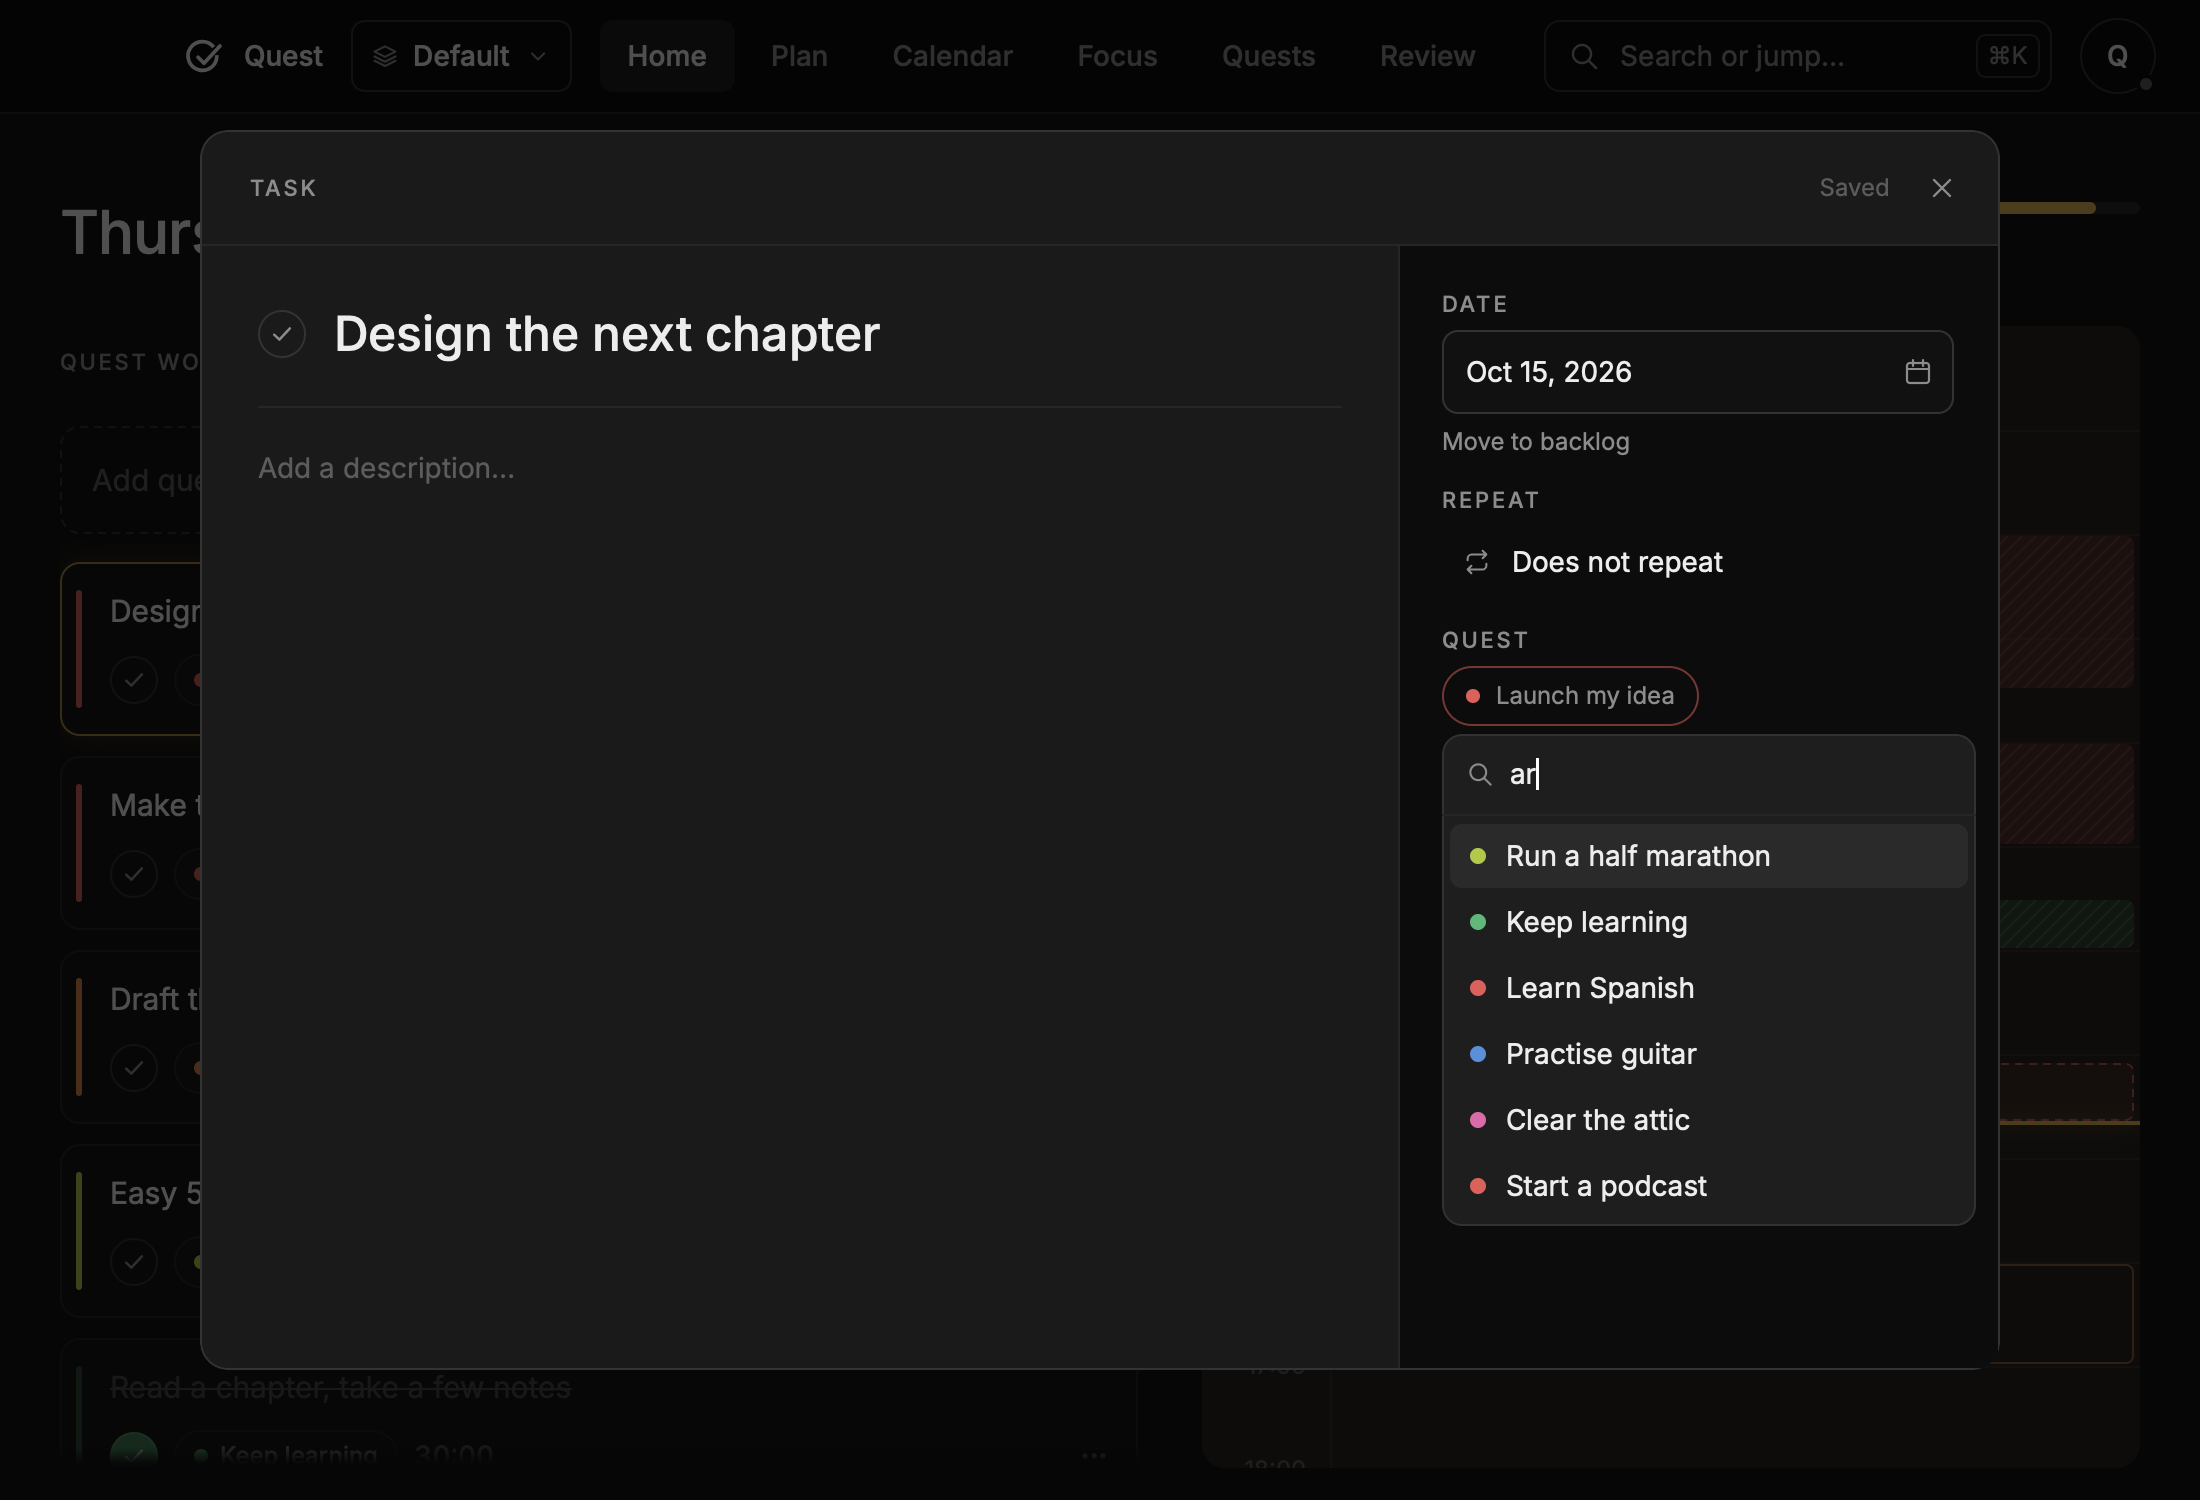 Quest
Default
Home
Plan
Calendar
Focus
Quests
Review
Search or jump...
⌘K
Q
TASK
Saved
Thurs
QUEST WO
Add que
Design
Make t
Draft t
Easy 5
Design the next chapter
Add a description...
DATE
Oct 15, 2026
Move to backlog
REPEAT
Does not repeat
QUEST
Launch my idea
ar
Run a half marathon
Keep learning
Learn Spanish
Practise guitar
Clear the attic
Start a podcast
Read a chapter, take a few notes
Keep learning
30:00
18:00